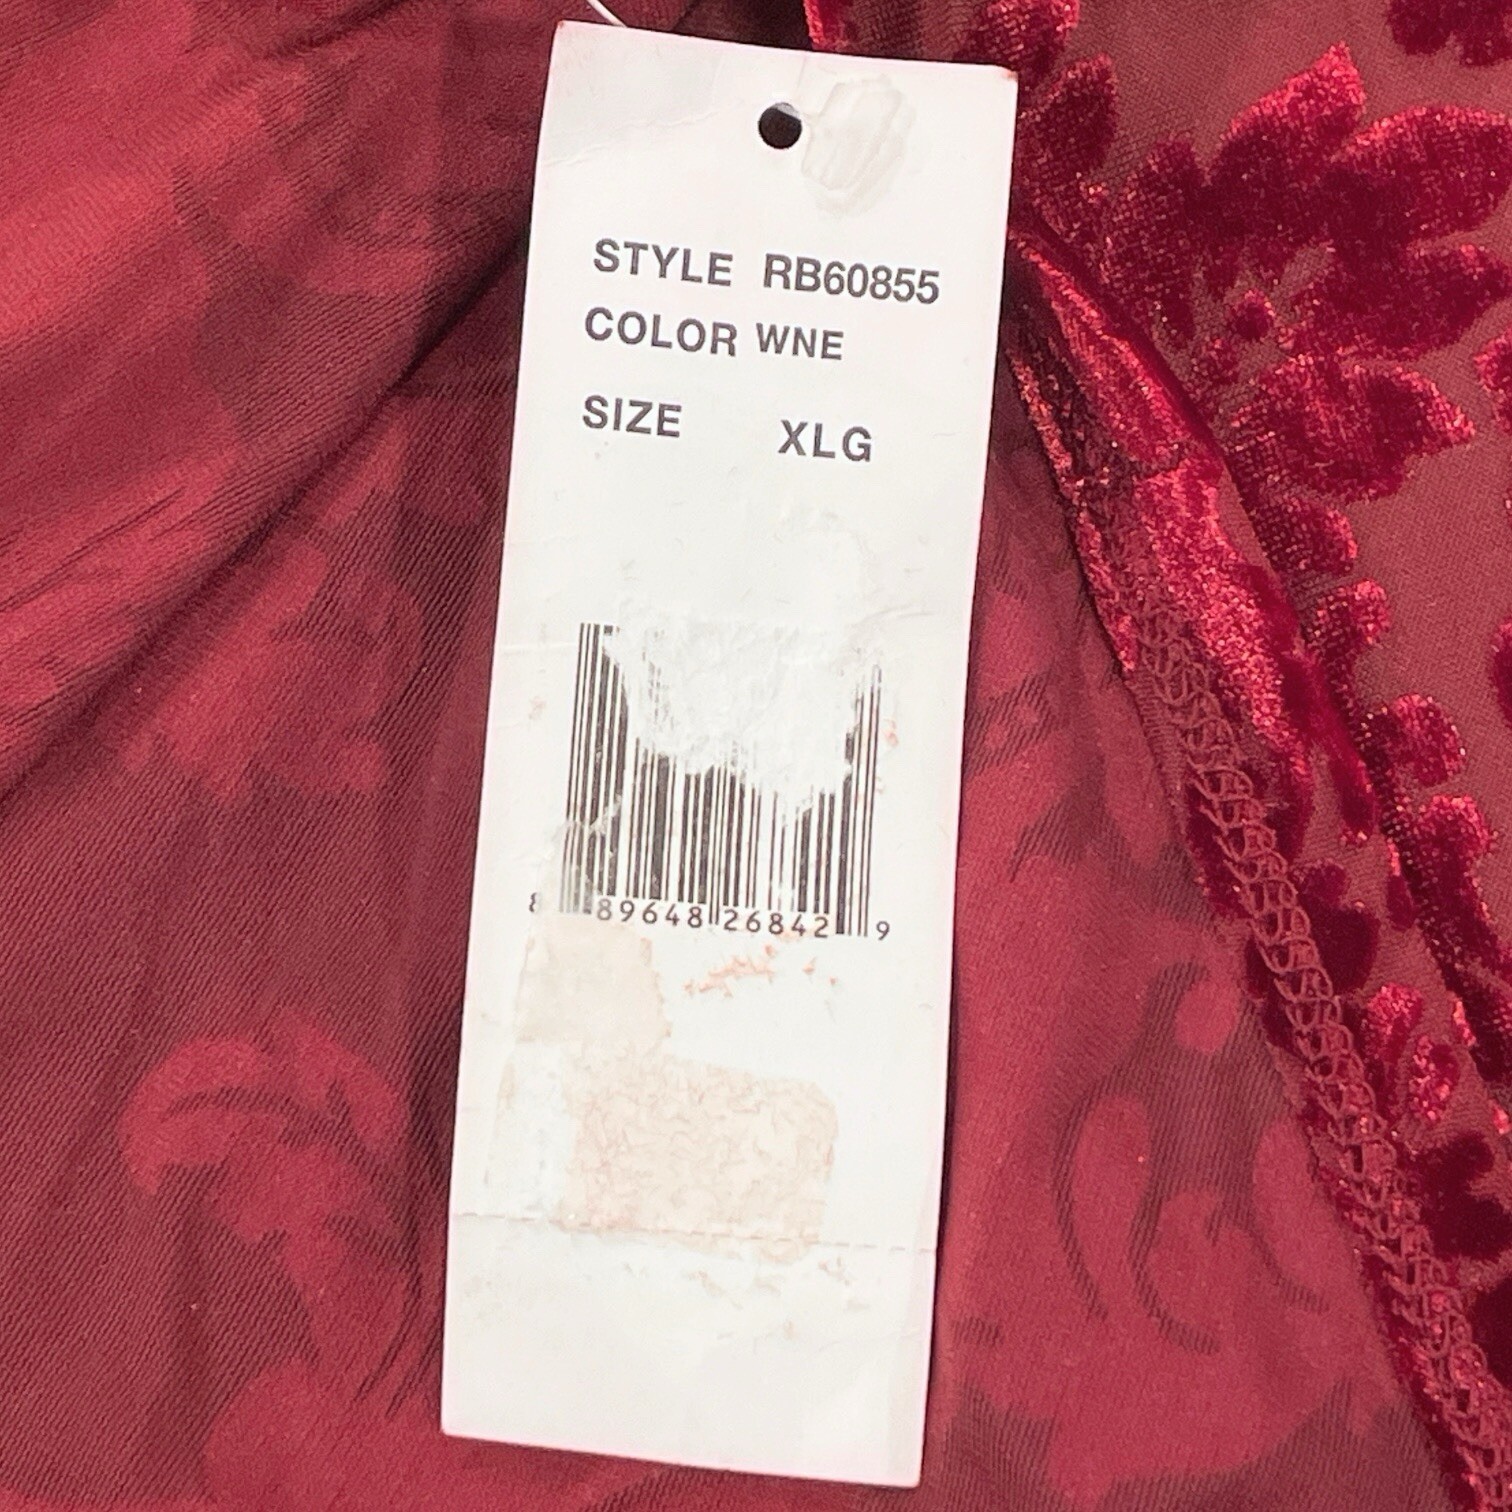 STYLE RB60855
COLOR WNE
SIZE XLG
8 89648 26842 9